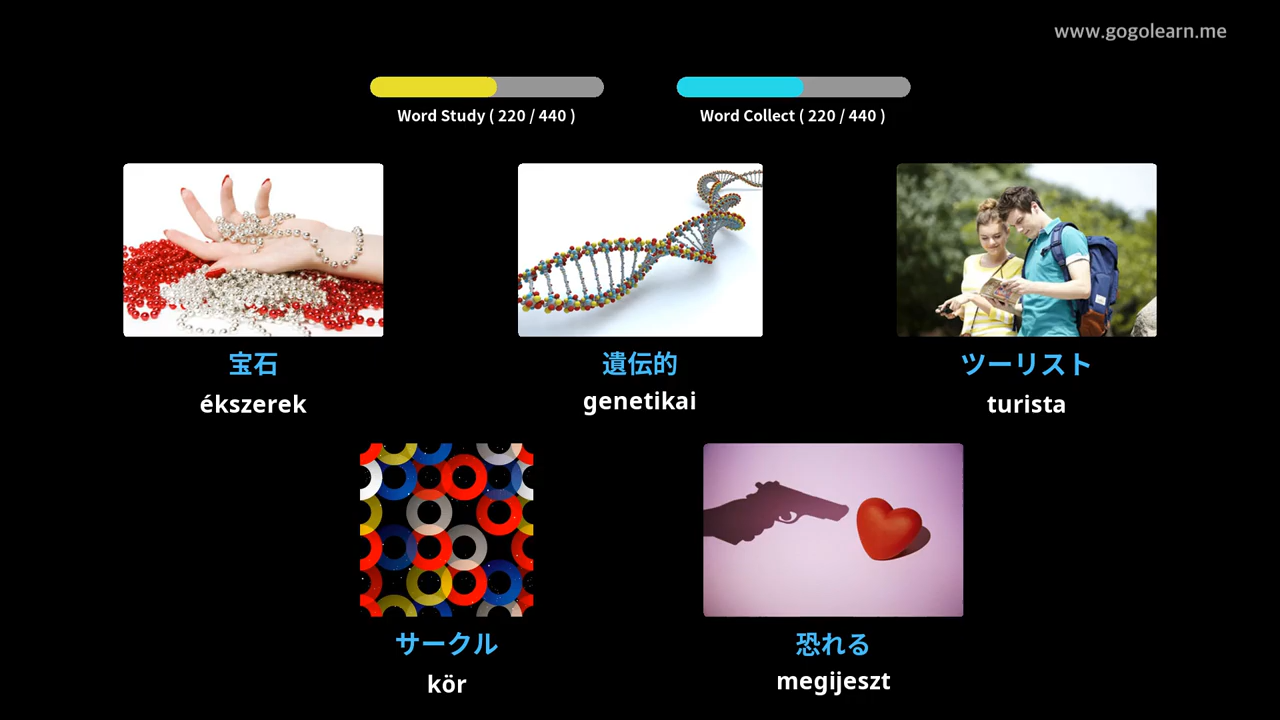 www.gogolearn.me
Word Study ( 220 / 440 )
Word Collect ( 220 / 440 )
宝石
ékszerek
遺伝的
genetikai
ツーリスト
turista
サークル
kör
恐れる
megijeszt